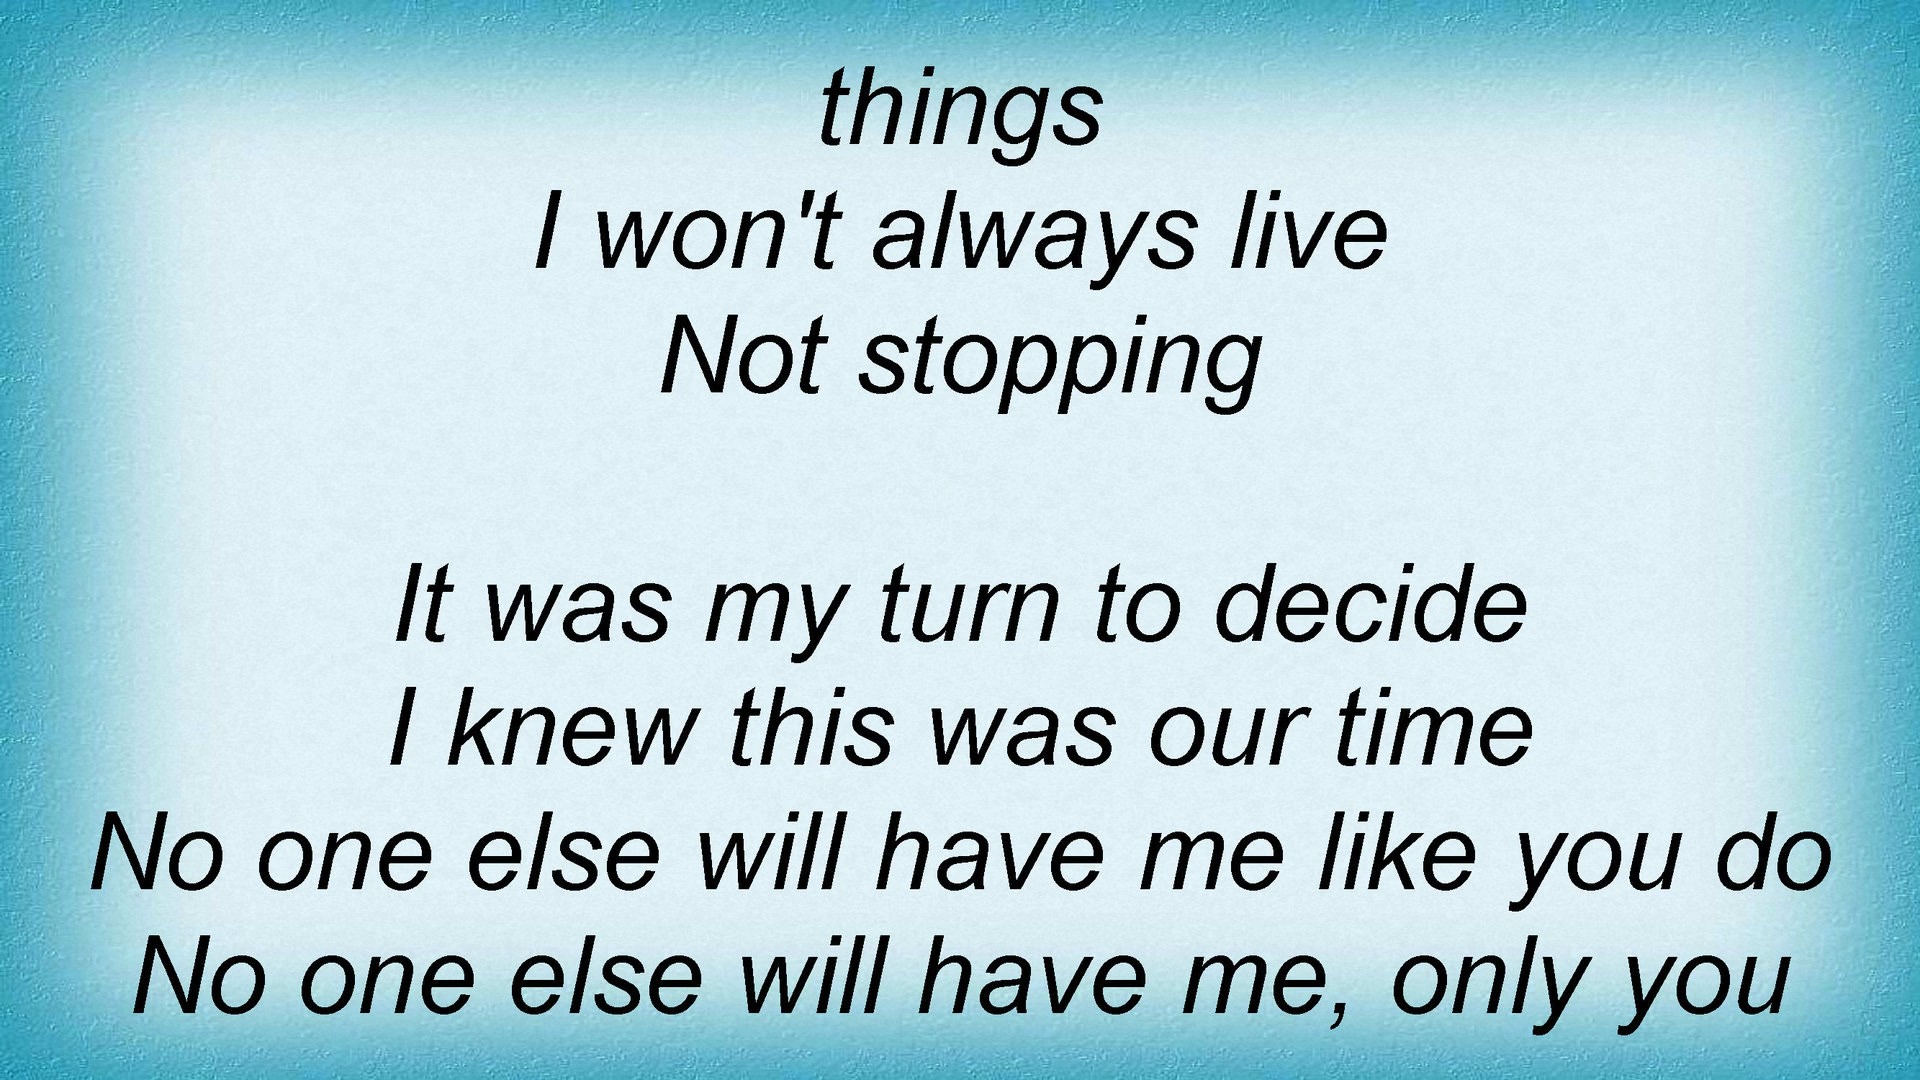 things
I won't always live
Not stopping
It was my turn to decide
I knew this was our time
No one else will have me like you do
No one else will have me, only you